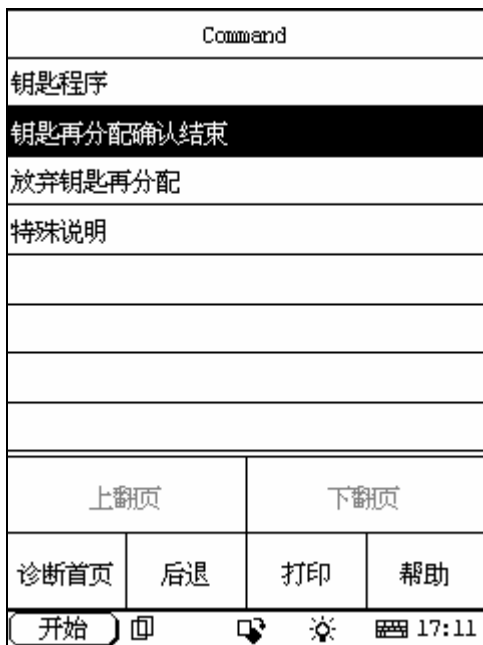 Command
钥匙程序
钥匙再分配确认结束
放弃钥匙再分配
特殊说明
上翻页 下翻页
诊断首页 后退 打印 帮助
开始 17:11